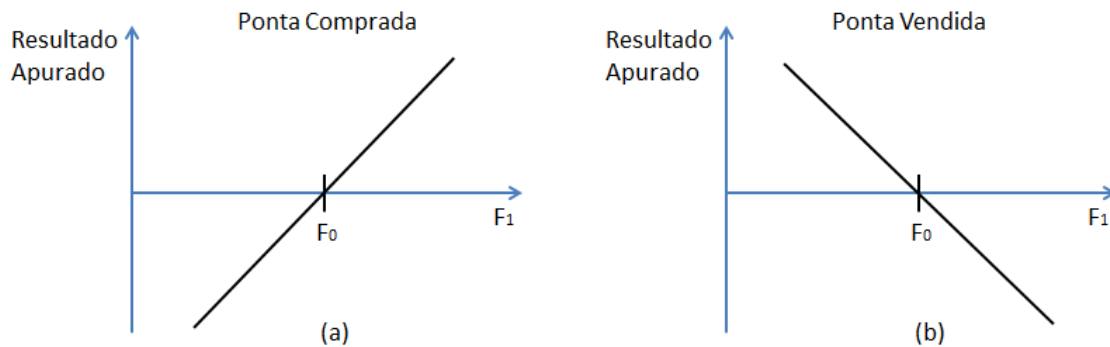 Ponta Comprada
Resultado
Apurado
F₀
F₁
(a)
Ponta Vendida
Resultado
Apurado
F₀
F₁
(b)